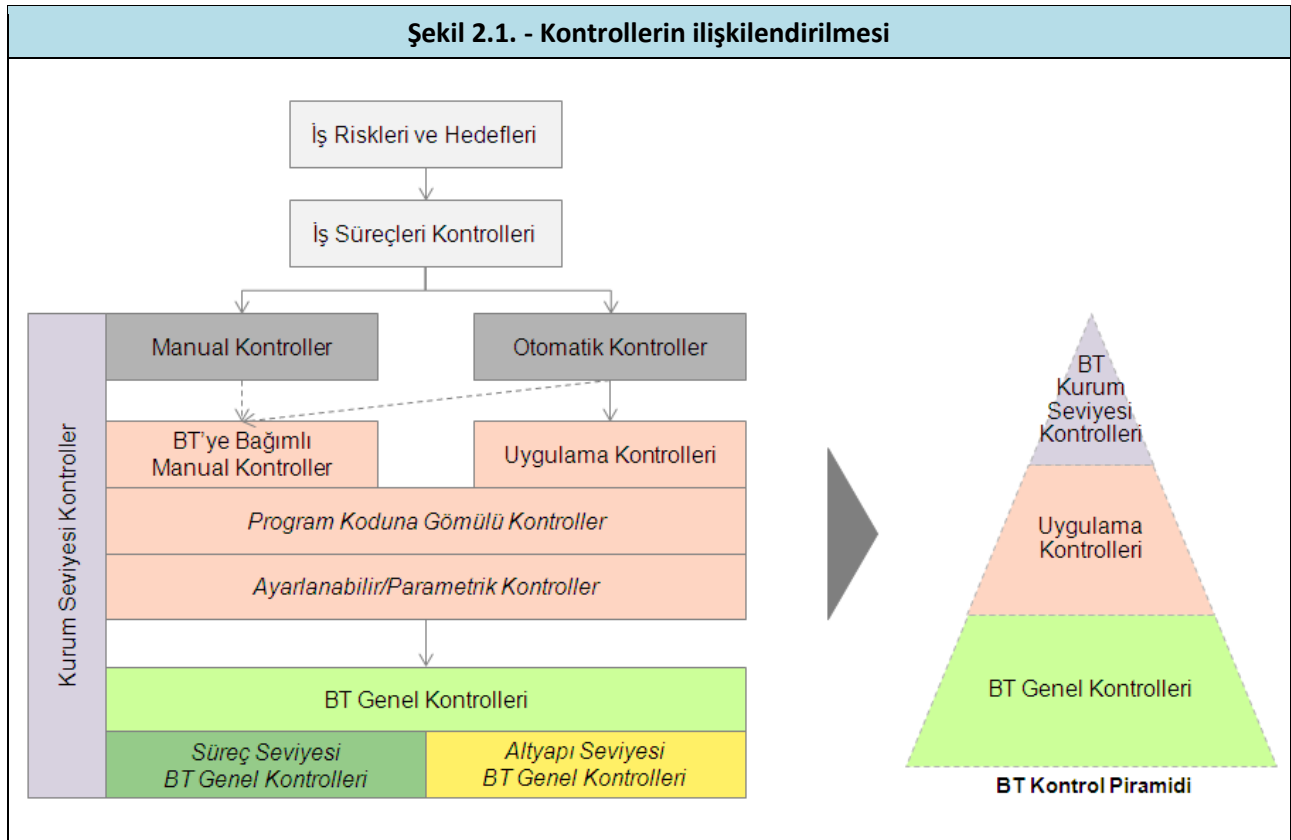 Şekil 2.1. - Kontrollerin ilişkilendirilmesi
İş Riskleri ve Hedefleri
İş Süreçleri Kontrolleri
Kurum Seviyesi Kontroller
Manual Kontroller
Otomatik Kontroller
BT'ye Bağımlı
Manual Kontroller
Uygulama Kontrolleri
Program Koduna Gömülü Kontroller
Ayarlanabilir/Parametrik Kontroller
BT Genel Kontrolleri
Süreç Seviyesi
BT Genel Kontrolleri
Altyapı Seviyesi
BT Genel Kontrolleri
BT
Kurum
Seviyesi
Kontrolleri
Uygulama
Kontrolleri
BT Genel Kontrolleri
BT Kontrol Piramidi